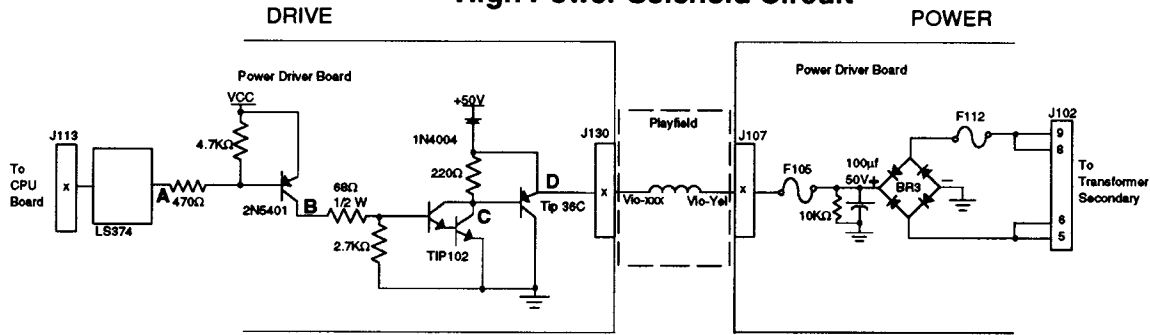 High Power Solenoid Circuit
DRIVE
POWER
Power Driver Board
VCC
4.7KΩ
J113
x
To
CPU
Board
LS374
A
470Ω
2N5401
B
68Ω
1/2 W
2.7KΩ
+50V
1N4004
220Ω
C
TIP102
D
Tip 36C
J130
x
Playfield
Vio-xxx
Vio-Yel
J107
x
Power Driver Board
F105
100µf
50V
+
10KΩ
BR3
−
F112
J102
9
8
6
5
To
Transformer
Secondary